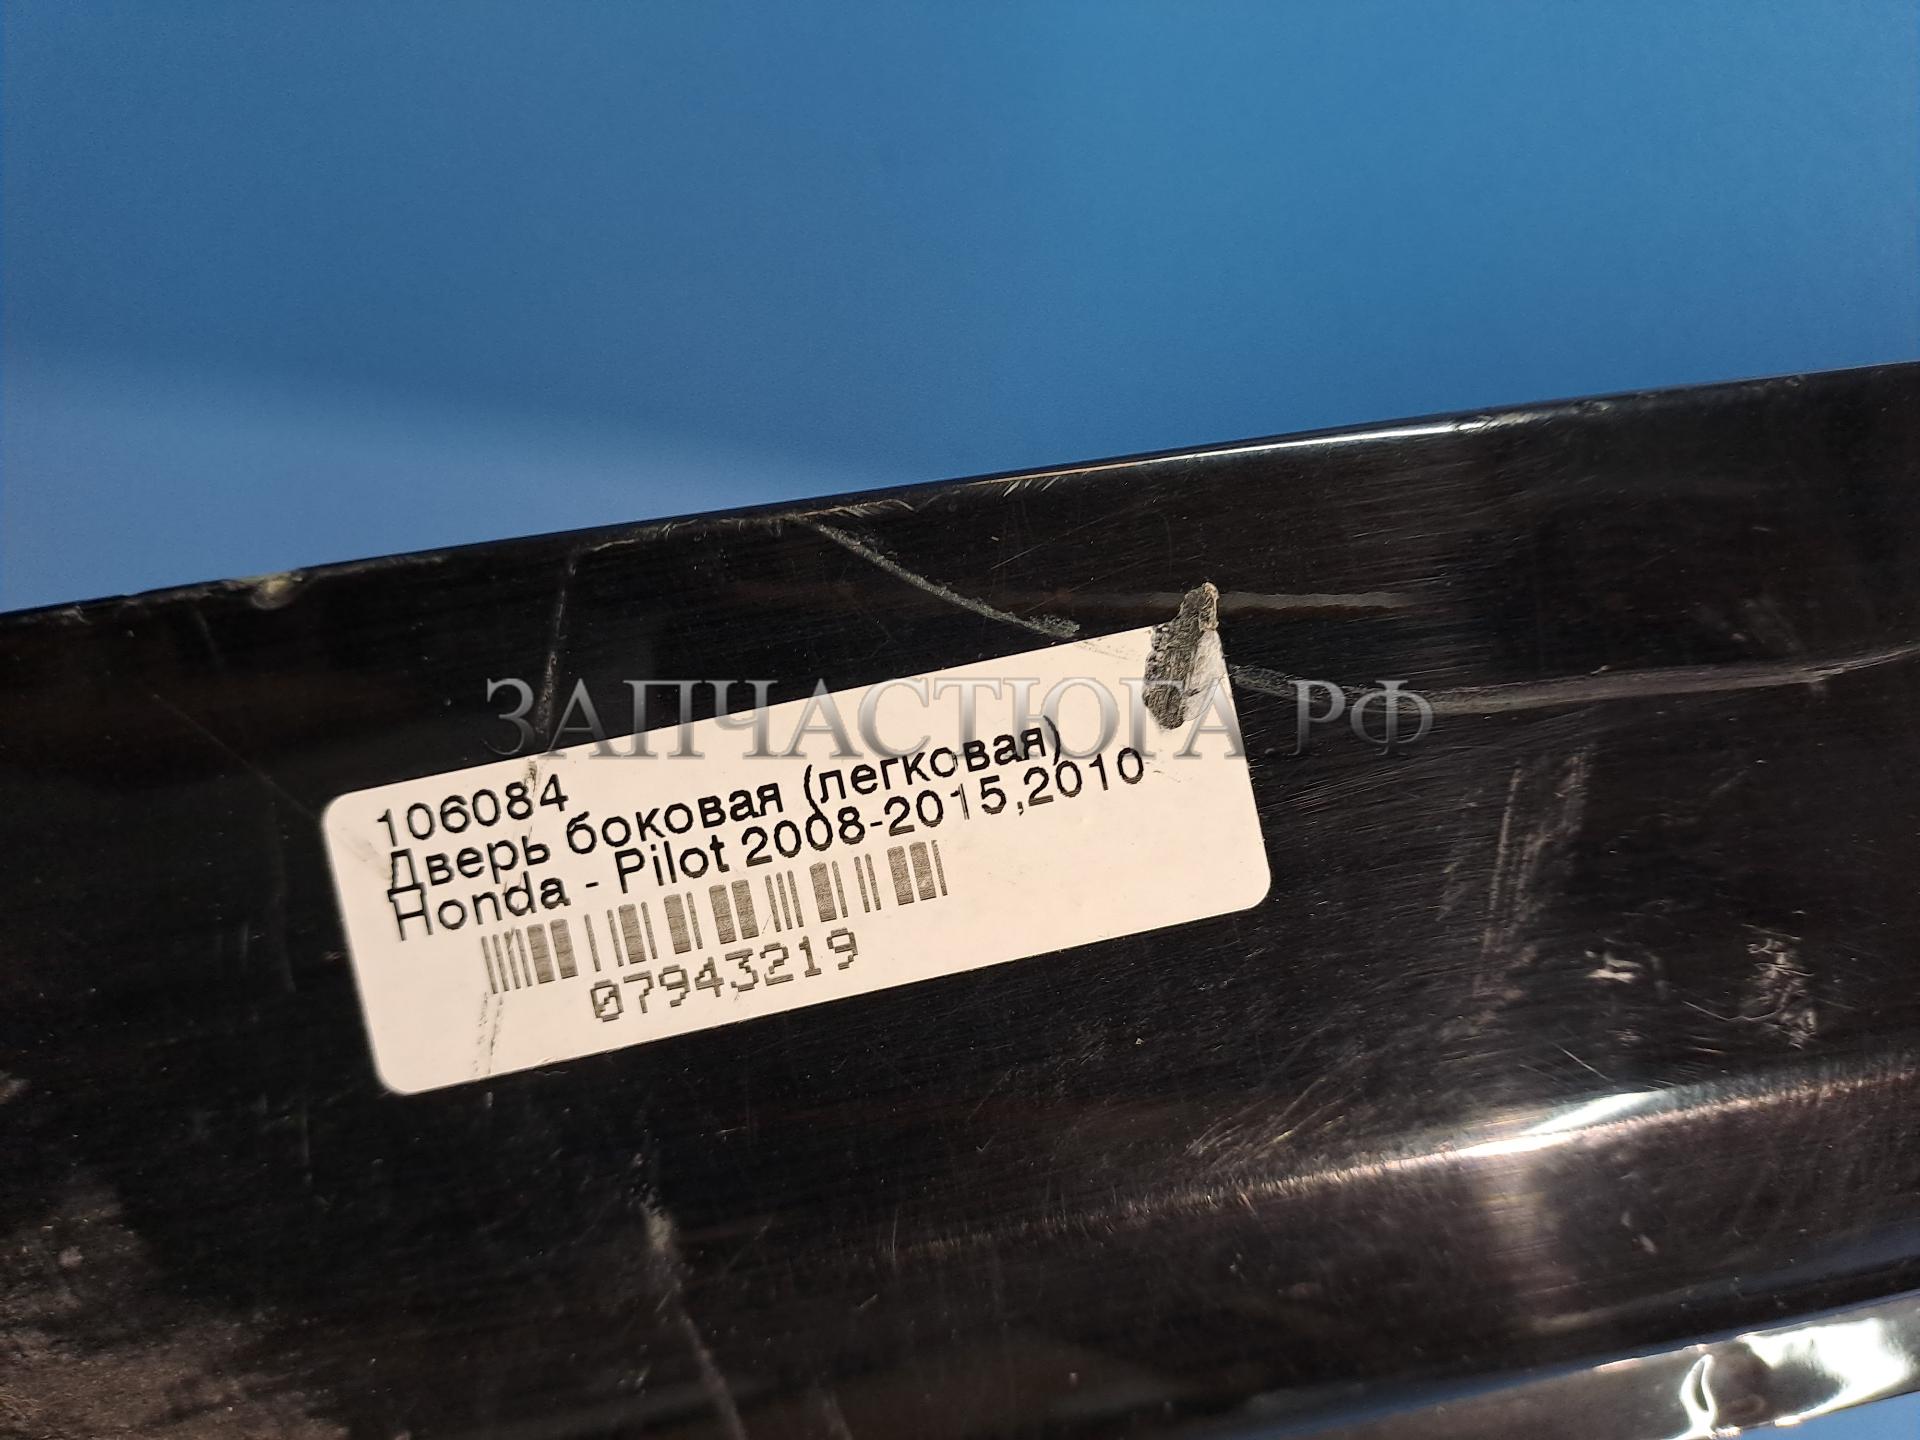 ЗАПЧАСТЮГА.РФ
106084
Дверь боковая (легковая)
Honda - Pilot 2008-2015,2010
07943219